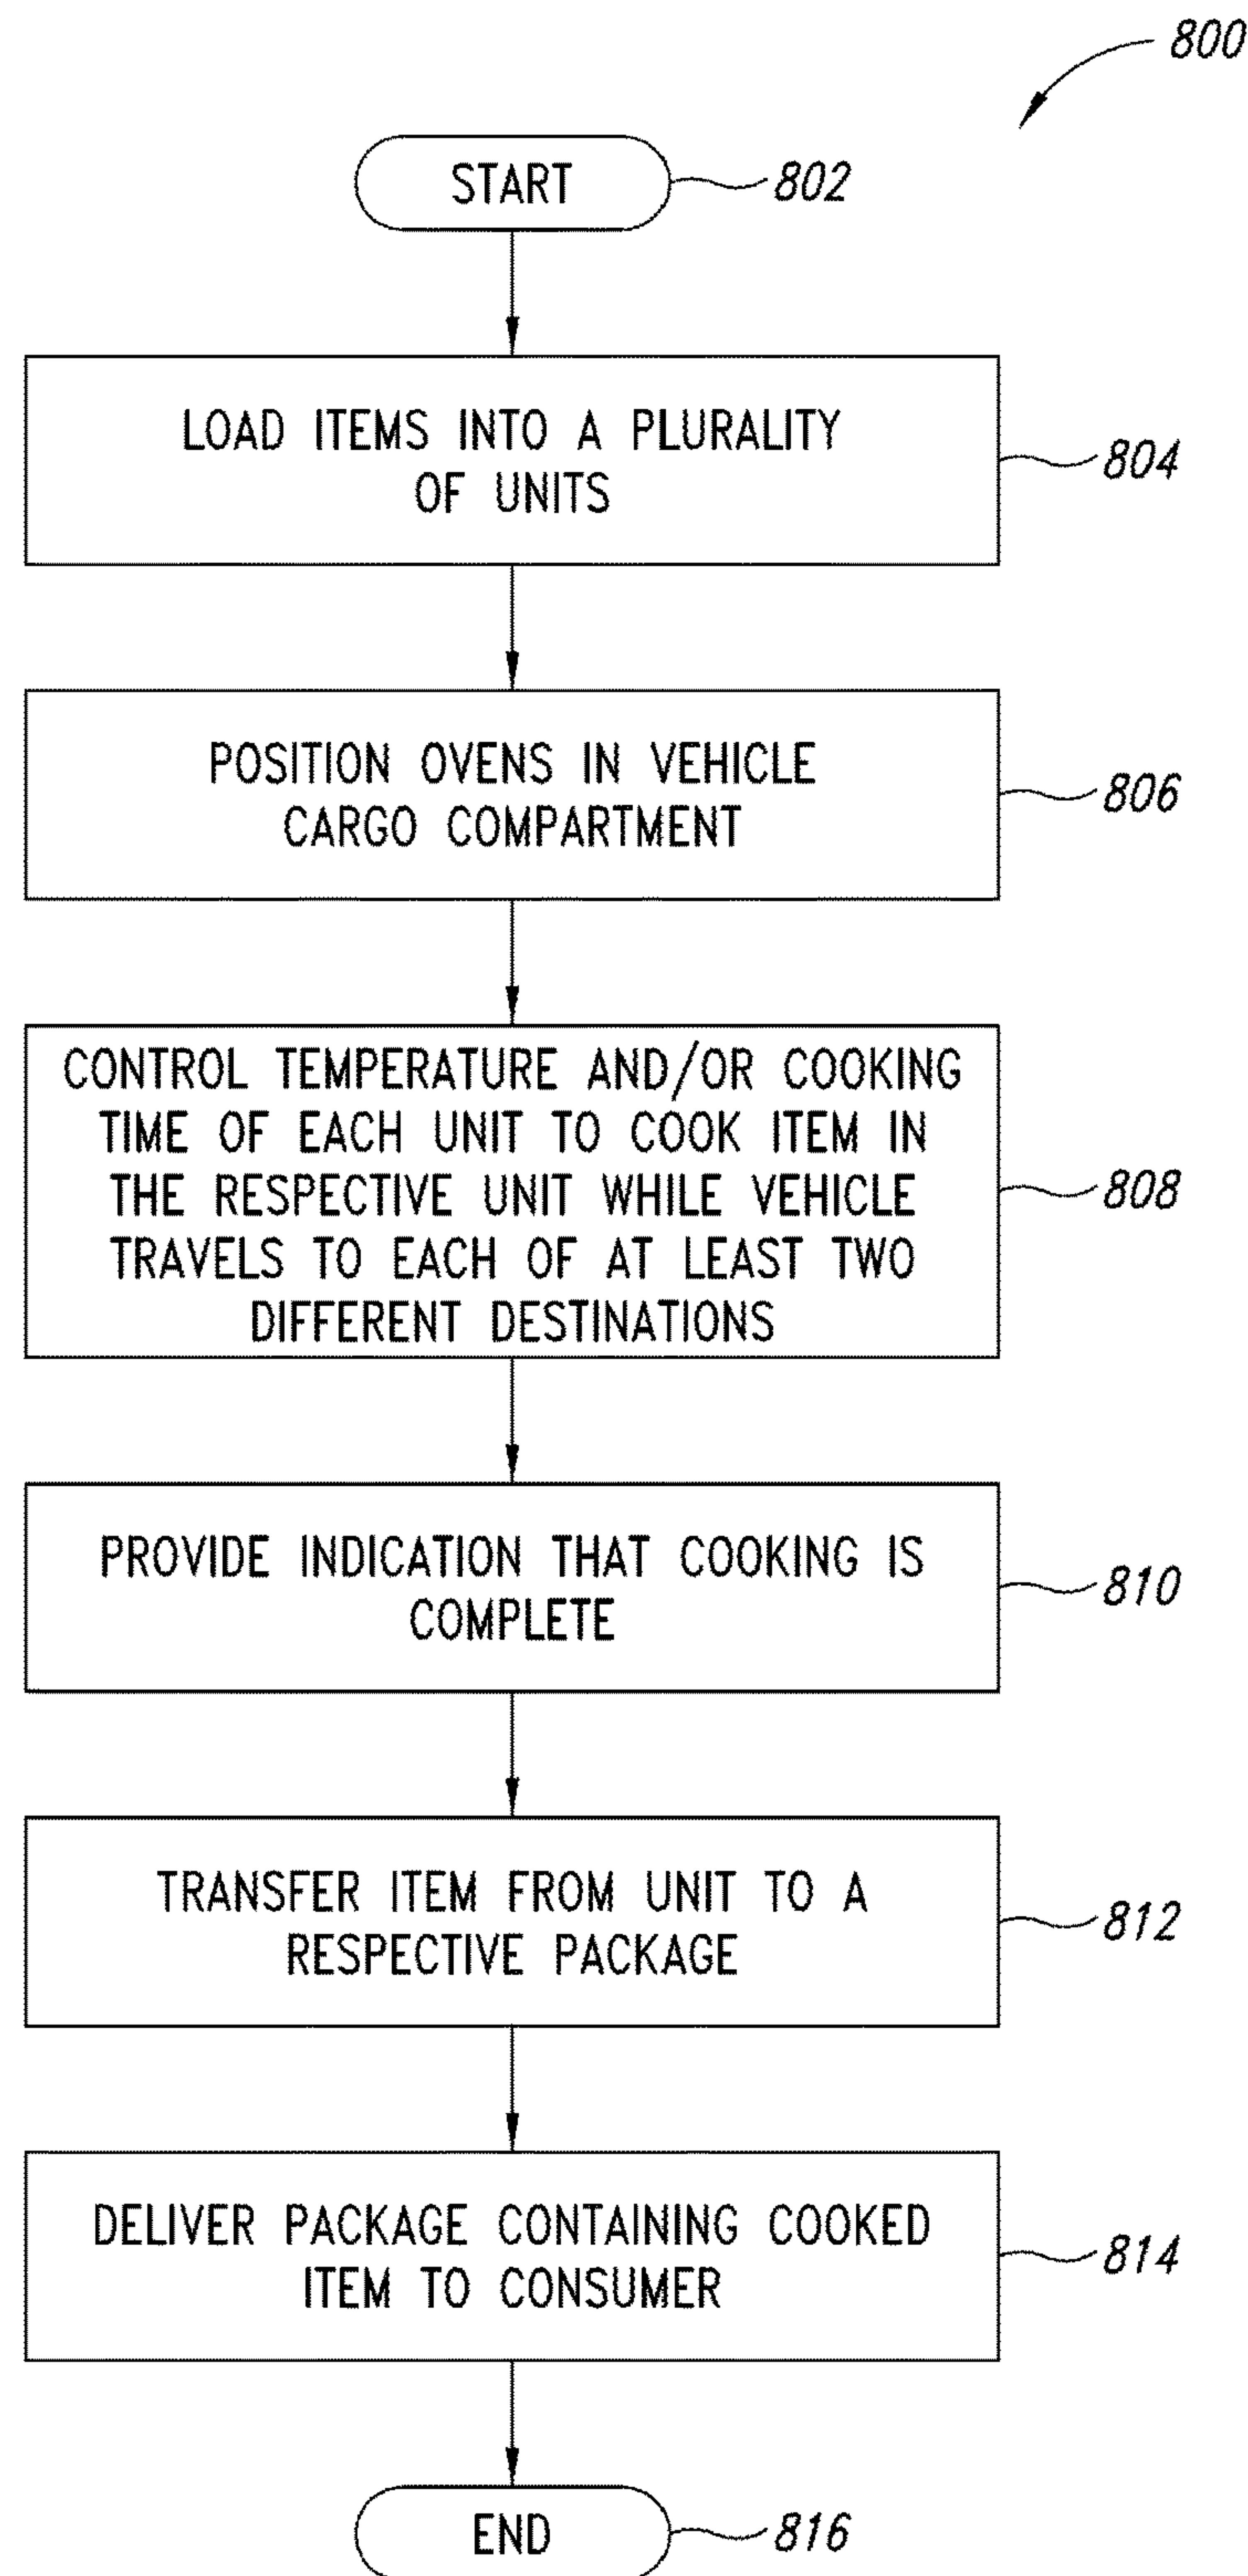 800
START
802
LOAD ITEMS INTO A PLURALITY
OF UNITS
804
POSITION OVENS IN VEHICLE
CARGO COMPARTMENT
806
CONTROL TEMPERATURE AND/OR COOKING
TIME OF EACH UNIT TO COOK ITEM IN
THE RESPECTIVE UNIT WHILE VEHICLE
TRAVELS TO EACH OF AT LEAST TWO
DIFFERENT DESTINATIONS
808
PROVIDE INDICATION THAT COOKING IS
COMPLETE
810
TRANSFER ITEM FROM UNIT TO A
RESPECTIVE PACKAGE
812
DELIVER PACKAGE CONTAINING COOKED
ITEM TO CONSUMER
814
END
816